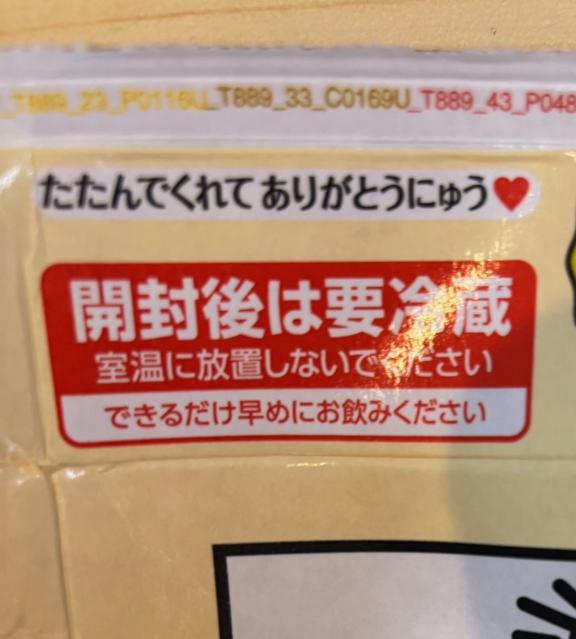 T889_23_P0116U_T889_33_C0169U_T889_43_P048
たたんでくれて ありがとうにゅう♥
開封後は要冷蔵
室温に放置しないでください
できるだけ早めにお飲みください